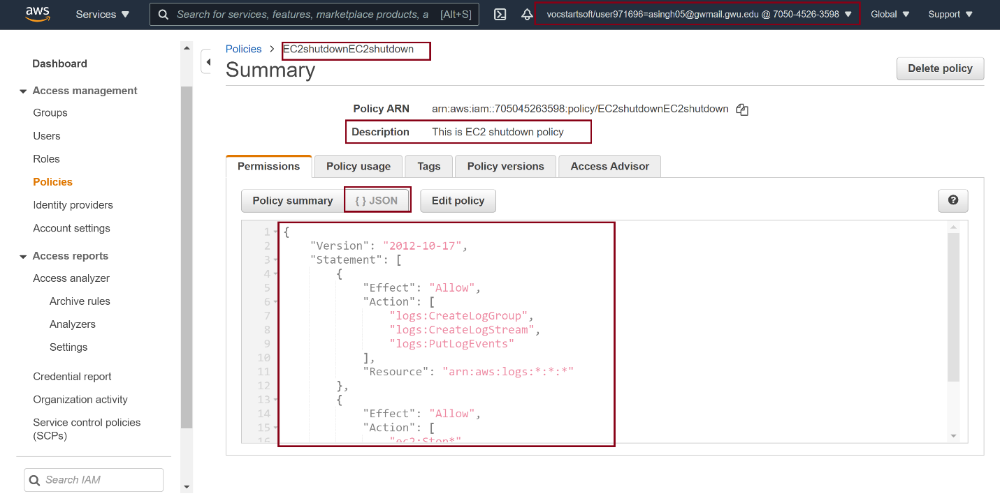 aws Services Search for services, features, marketplace products, a [Alt+S] vocstartsoft/user971696=asingh05@gwmail.gwu.edu @ 7050-4526-3598 Global Support
Dashboard
Access management
Groups
Users
Roles
Policies
Identity providers
Account settings
Access reports
Access analyzer
Archive rules
Analyzers
Settings
Credential report
Organization activity
Service control policies
(SCPs)
Search IAM
Policies > EC2shutdownEC2shutdown
Summary
Delete policy
Policy ARN arn:aws:iam::705045263598:policy/EC2shutdownEC2shutdown
Description This is EC2 shutdown policy
Permissions Policy usage Tags Policy versions Access Advisor
Policy summary { } JSON Edit policy ?
1 {
2 "Version": "2012-10-17",
3 "Statement": [
4 {
5 "Effect": "Allow",
6 "Action": [
7 "logs:CreateLogGroup",
8 "logs:CreateLogStream",
9 "logs:PutLogEvents"
10 ],
11 "Resource": "arn:aws:logs:*:*:*"
12 },
13 {
14 "Effect": "Allow",
15 "Action": [
16 "ec2:Stop*"